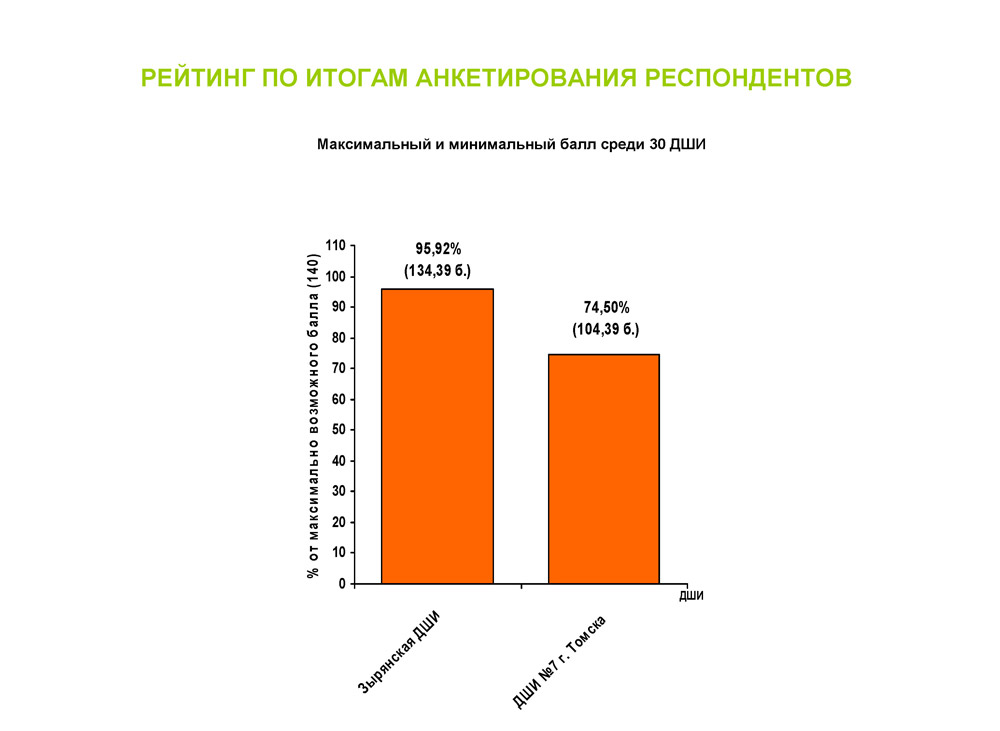 РЕЙТИНГ ПО ИТОГАМ АНКЕТИРОВАНИЯ РЕСПОНДЕНТОВ
Максимальный и минимальный балл среди 30 ДШИ
% от максимально возможного балла (140)
110
100
90
80
70
60
50
40
30
20
10
0
95,92%
(134,39 б.)
74,50%
(104,39 б.)
ДШИ
Зырянская ДШИ
ДШИ №7 г. Томска